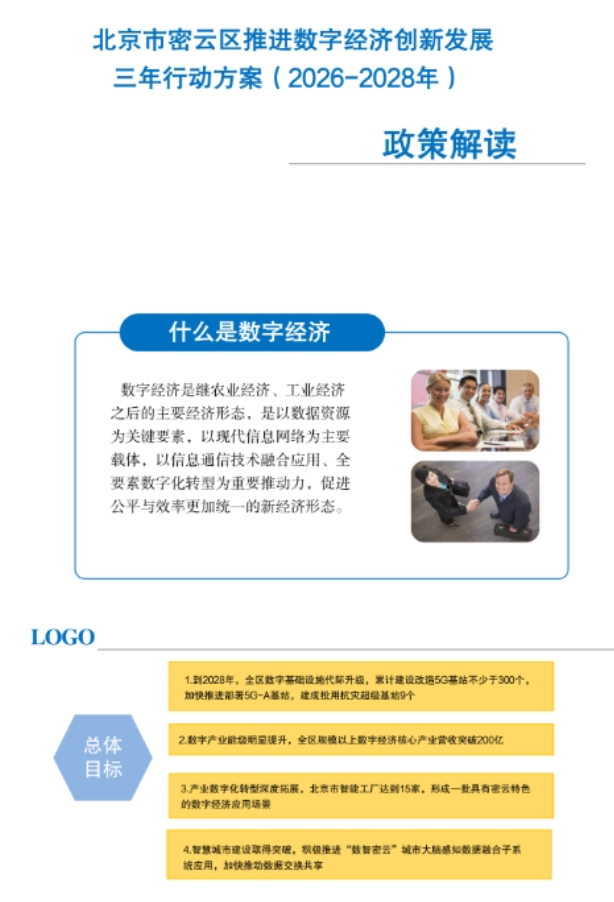 北京市密云区推进数字经济创新发展
三年行动方案（2026-2028年）
政策解读
什么是数字经济
数字经济是继农业经济、工业经济
之后的主要经济形态，是以数据资源
为关键要素，以现代信息网络为主要
载体，以信息通信技术融合应用、全
要素数字化转型为重要推动力，促进
公平与效率更加统一的新经济形态。
LOGO
总体
目标
1.到2028年，全区数字基础设施代际升级，累计建设改造5G基站不少于300个，
加快推进部署5G-A基站，建成投用抗灾超级基站9个
2.数字产业能级明显提升，全区规模以上数字经济核心产业营收突破200亿
3.产业数字化转型深度拓展，北京市智能工厂达到15家，形成一批具有密云特色
的数字经济应用场景
4.智慧城市建设取得突破，积极推进“数智密云”城市大脑感知数据融合子系
统应用，加快推动数据交换共享